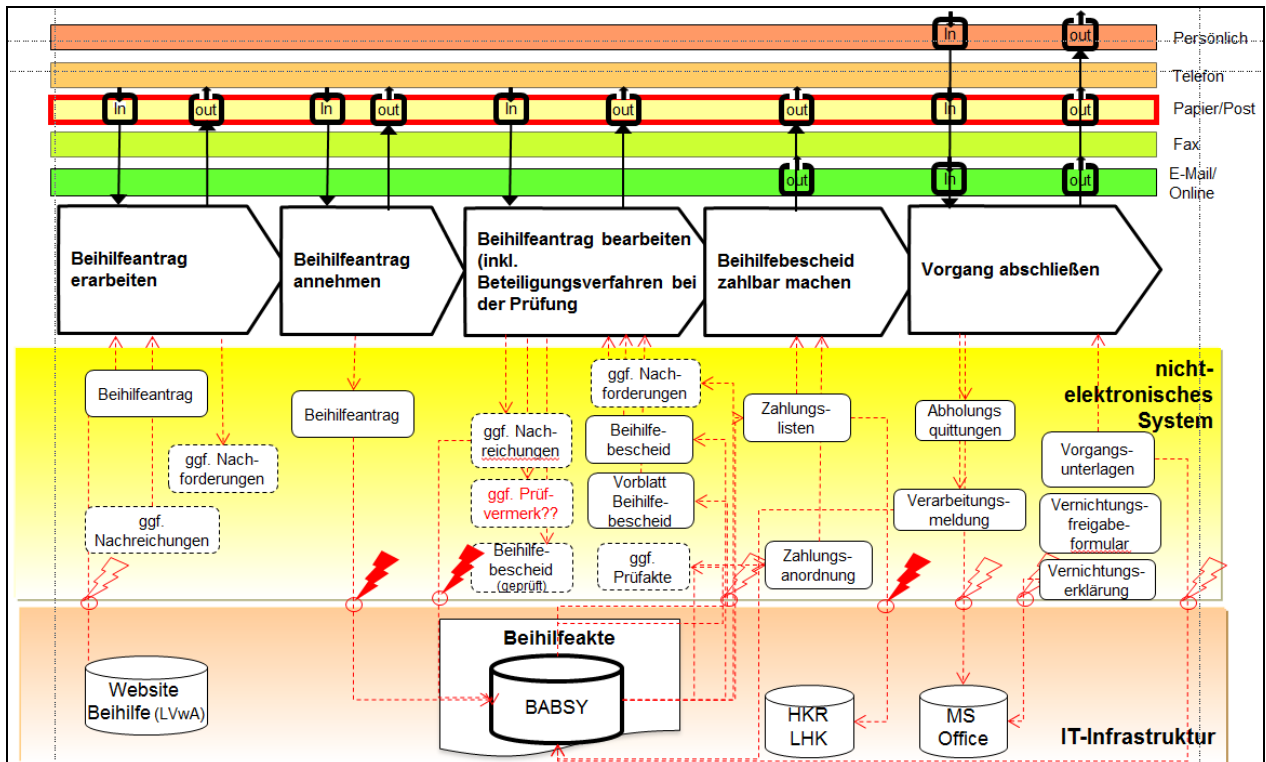 In
out
Persönlich
Telefon
In
out
In
out
In
out
out
In
out
Papier/Post
Fax
out
In
out
E-Mail/
Online
Beihilfeantrag
erarbeiten
Beihilfeantrag
annehmen
Beihilfeantrag bearbeiten
(inkl.
Beteiligungsverfahren bei
der Prüfung
Beihilfebescheid
zahlbar machen
Vorgang abschließen
nicht-
elektronisches
System
Beihilfeantrag
ggf. Nach-
forderungen
ggf.
Nachreichungen
Beihilfeantrag
ggf. Nach-
reichungen
ggf. Prüf-
vermerk??
Beihilfe-
bescheid
(geprüft)
ggf. Nach-
forderungen
Beihilfe-
bescheid
Vorblatt
Beihilfe-
bescheid
ggf.
Prüfakte
Zahlungs-
listen
Zahlungs-
anordnung
Abholungs
quittungen
Verarbeitungs-
meldung
Vorgangs-
unterlagen
Vernichtungs-
freigabe-
formular
Vernichtungs-
erklärung
Website
Beihilfe (LVwA)
Beihilfeakte
BABSY
HKR
LHK
MS
Office
IT-Infrastruktur